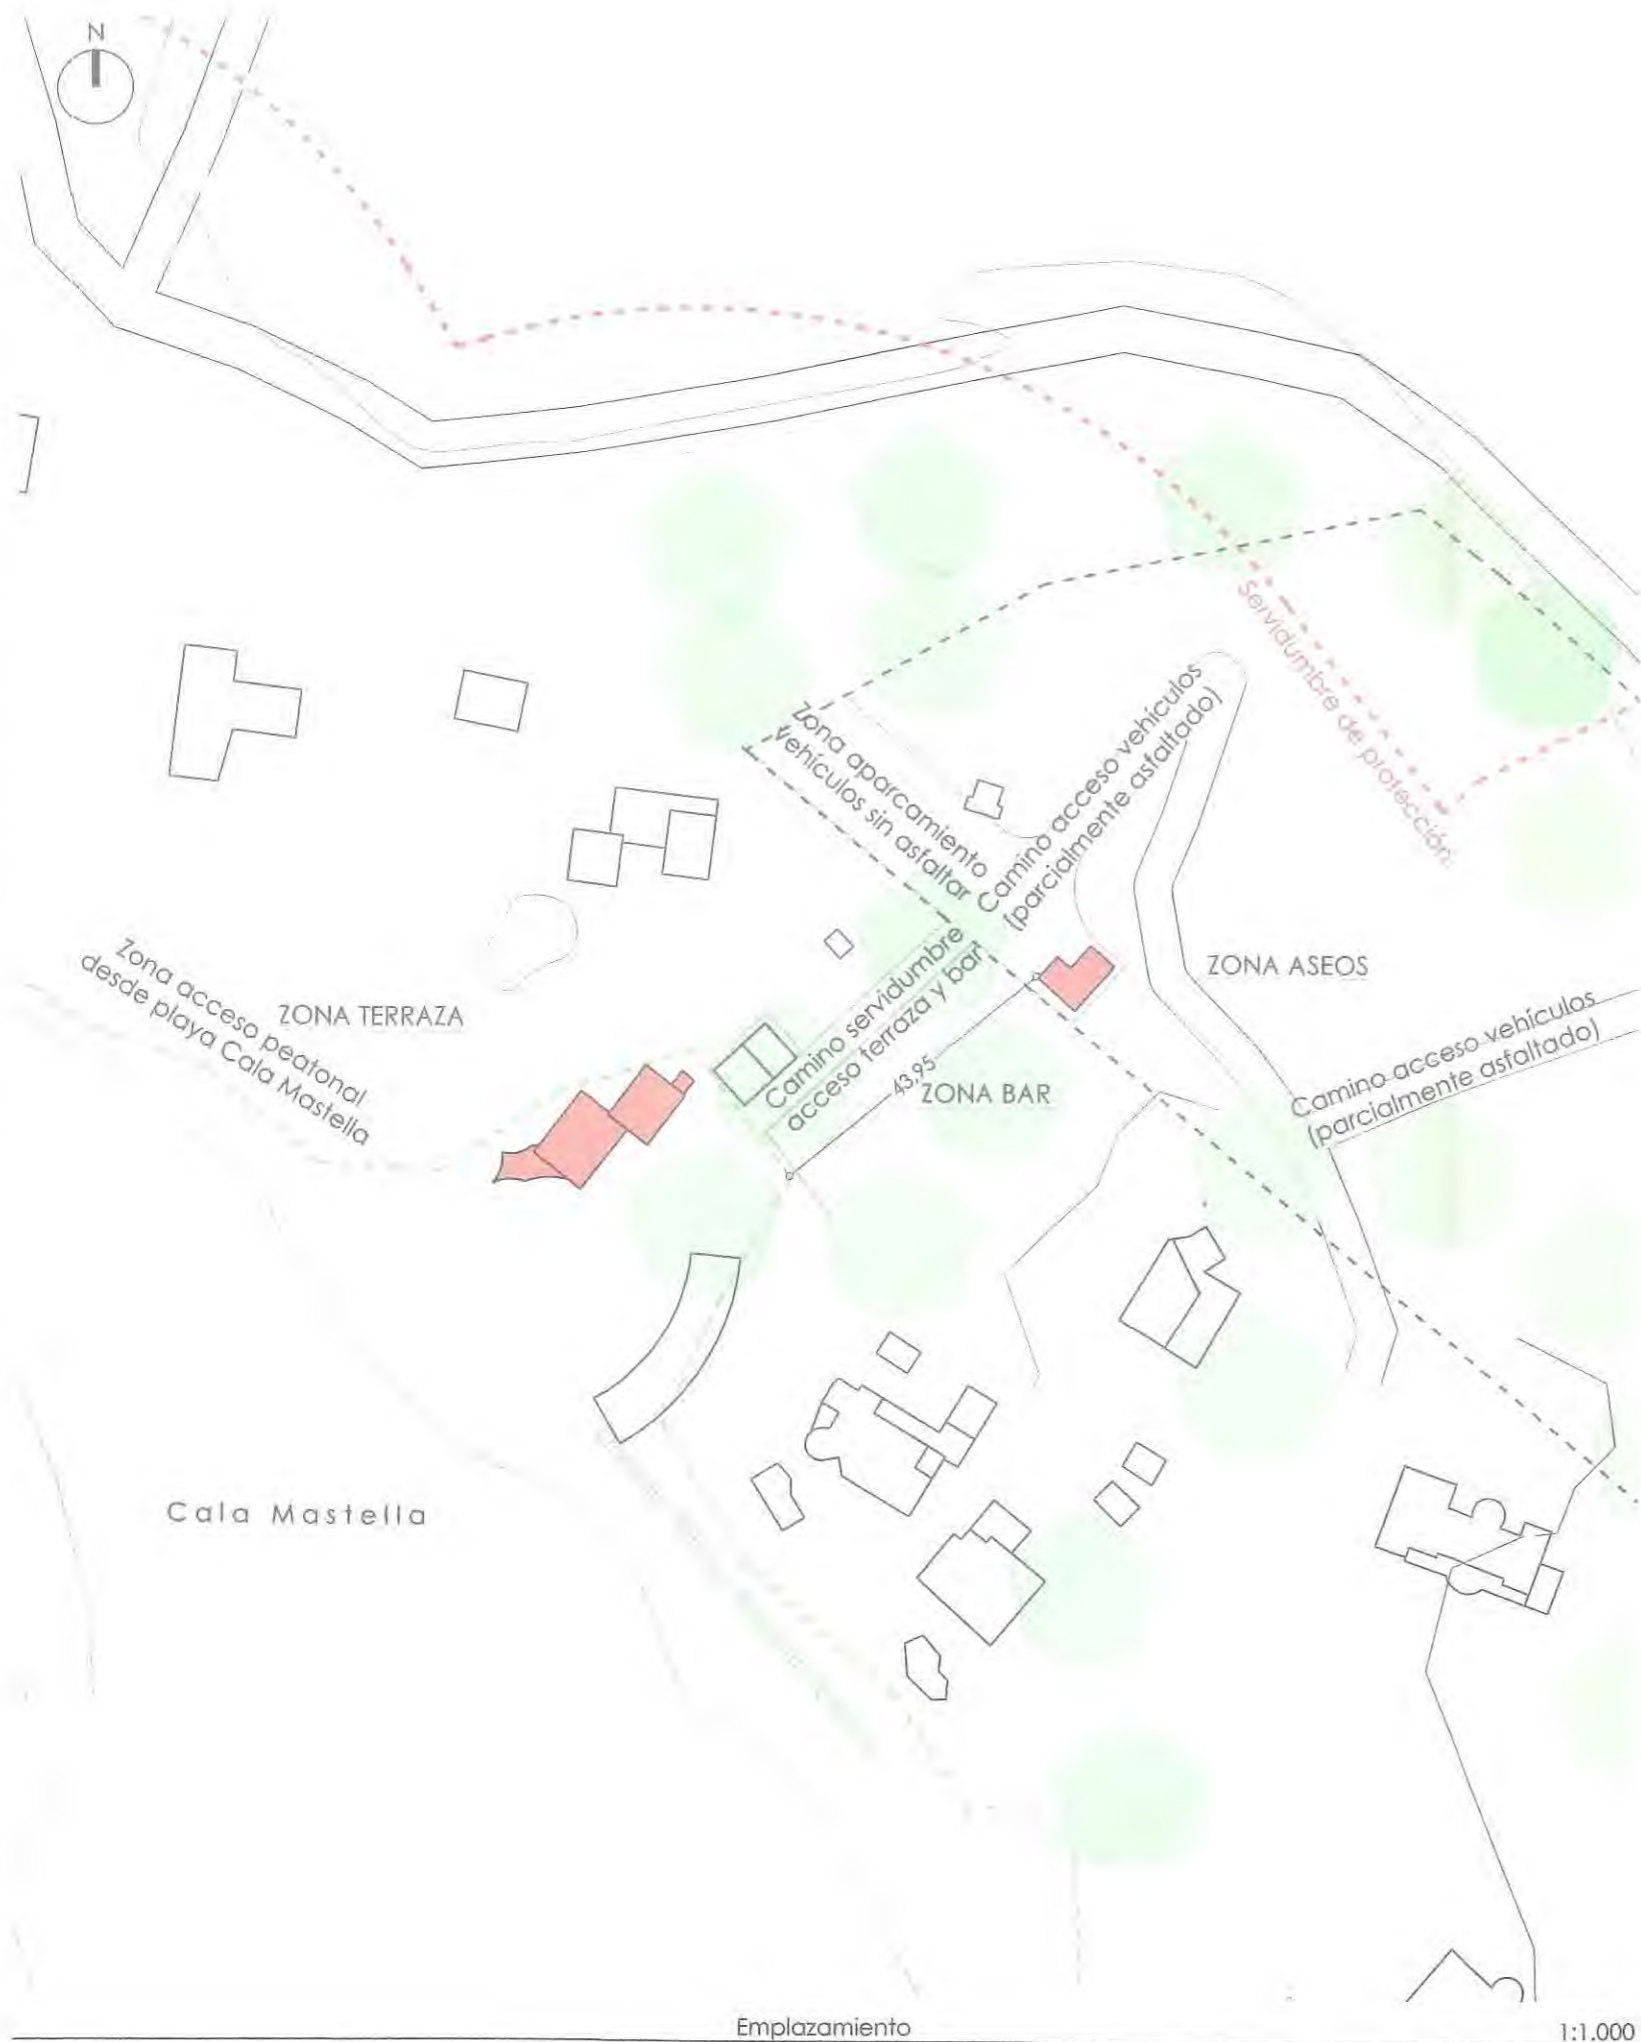 N
Servidumbre de protección
Zona aparcamiento
vehículos sin asfaltar
Camino acceso vehículos
(parcialmente asfaltado)
Zona acceso peatonal
desde playa Cala Mastella
ZONA TERRAZA
Camino servidumbre
acceso terraza y bar
ZONA ASEOS
43,95
ZONA BAR
Camino acceso vehículos
(parcialmente asfaltado)
Cala Mastella
Emplazamiento
1:1.000